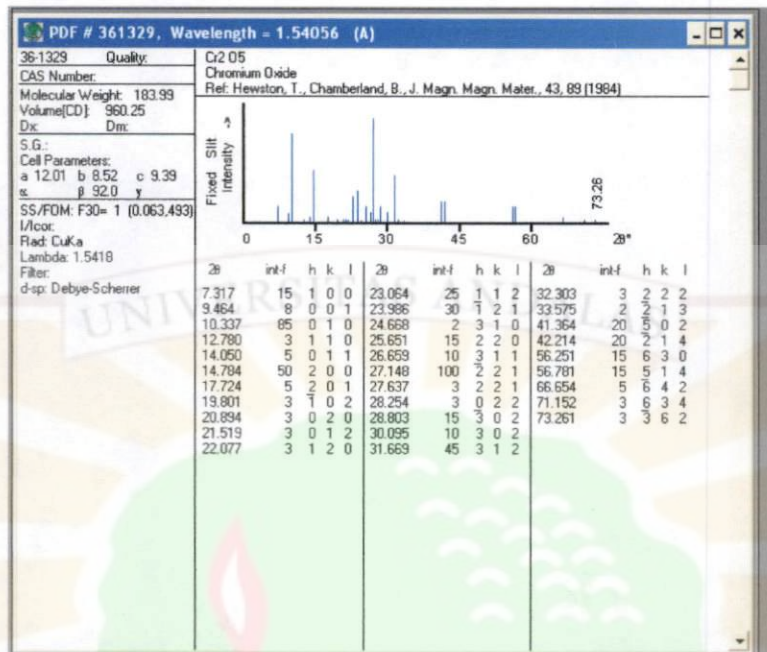 PDF # 361329, Wavelength = 1.54056 (A)
36-1329 Quality:
CAS Number:
Molecular Weight: 183.99
Volume[CD]: 960.25
Dx: Dm:
S.G.:
Cell Parameters:
a 12.01 b 8.52 c 9.39
α β 92.0 γ
SS/FOM: F30= 1 (0.063,493)
I/Icor:
Rad: CuKa
Lambda: 1.5418
Filter:
d-sp: Debye-Scherrer
Cr2 O5
Chromium Oxide
Ref: Hewston, T., Chamberland, B., J. Magn. Magn. Mater., 43, 89 (1984)
Fixed Slit
Intensity ->
73.26
0 15 30 45 60 2θ°
2θ int-f h k l
7.317 15 1 0 0
9.464 8 0 0 1
10.337 85 0 1 0
12.780 3 1 1 0
14.050 5 0 1 1
14.784 50 2 0 0
17.724 5 2̅ 0 1
19.801 3 1 0 2
20.894 3 0 2 0
21.519 3 0 1 2
22.077 3 1 2 0
2θ int-f h k l
23.064 25 1 1 2
23.986 30 1̅ 2 1
24.668 2 3 1 0
25.651 15 2 2 0
26.659 10 3 1 1
27.148 100 2̅ 2 1
27.637 3 2 2 1
28.254 3 0 2 2
28.803 15 3̅ 0 2
30.095 10 3 0 2
31.669 45 3 1 2
2θ int-f h k l
32.303 3 2 2 2
33.575 2 2̅ 1 3
41.364 20 5̅ 0 2
42.214 20 2 1 4
56.251 15 6 3 0
56.781 15 5̅ 1 4
66.654 5 6 4 2
71.152 3 6̅ 3 4
73.261 3 3̅ 6 2
UNIVERSITAS ANDALAS